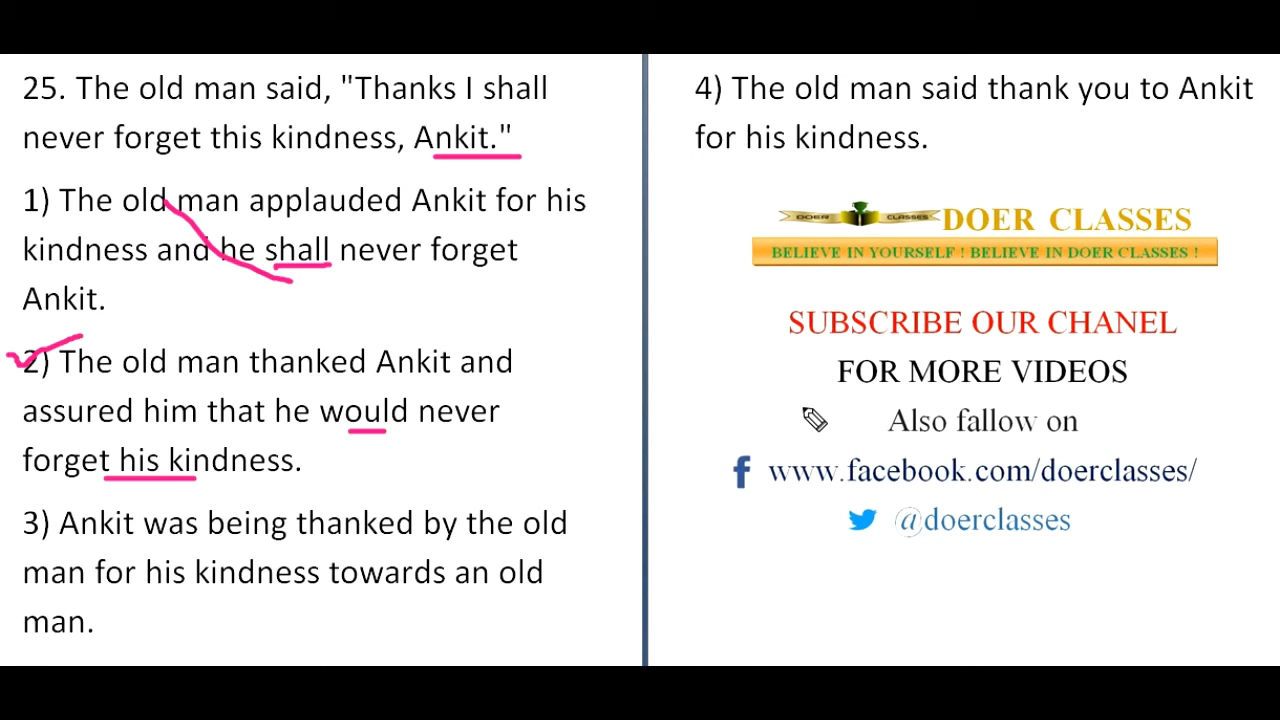 25. The old man said, "Thanks I shall
never forget this kindness, Ankit."
1) The old man applauded Ankit for his
kindness and he shall never forget
Ankit.
2) The old man thanked Ankit and
assured him that he would never
forget his kindness.
3) Ankit was being thanked by the old
man for his kindness towards an old
man.
4) The old man said thank you to Ankit
for his kindness.
DOER CLASSES
DOER CLASSES
BELIEVE IN YOURSELF ! BELIEVE IN DOER CLASSES !
SUBSCRIBE OUR CHANEL
FOR MORE VIDEOS
Also fallow on
f www.facebook.com/doerclasses/
@doerclasses